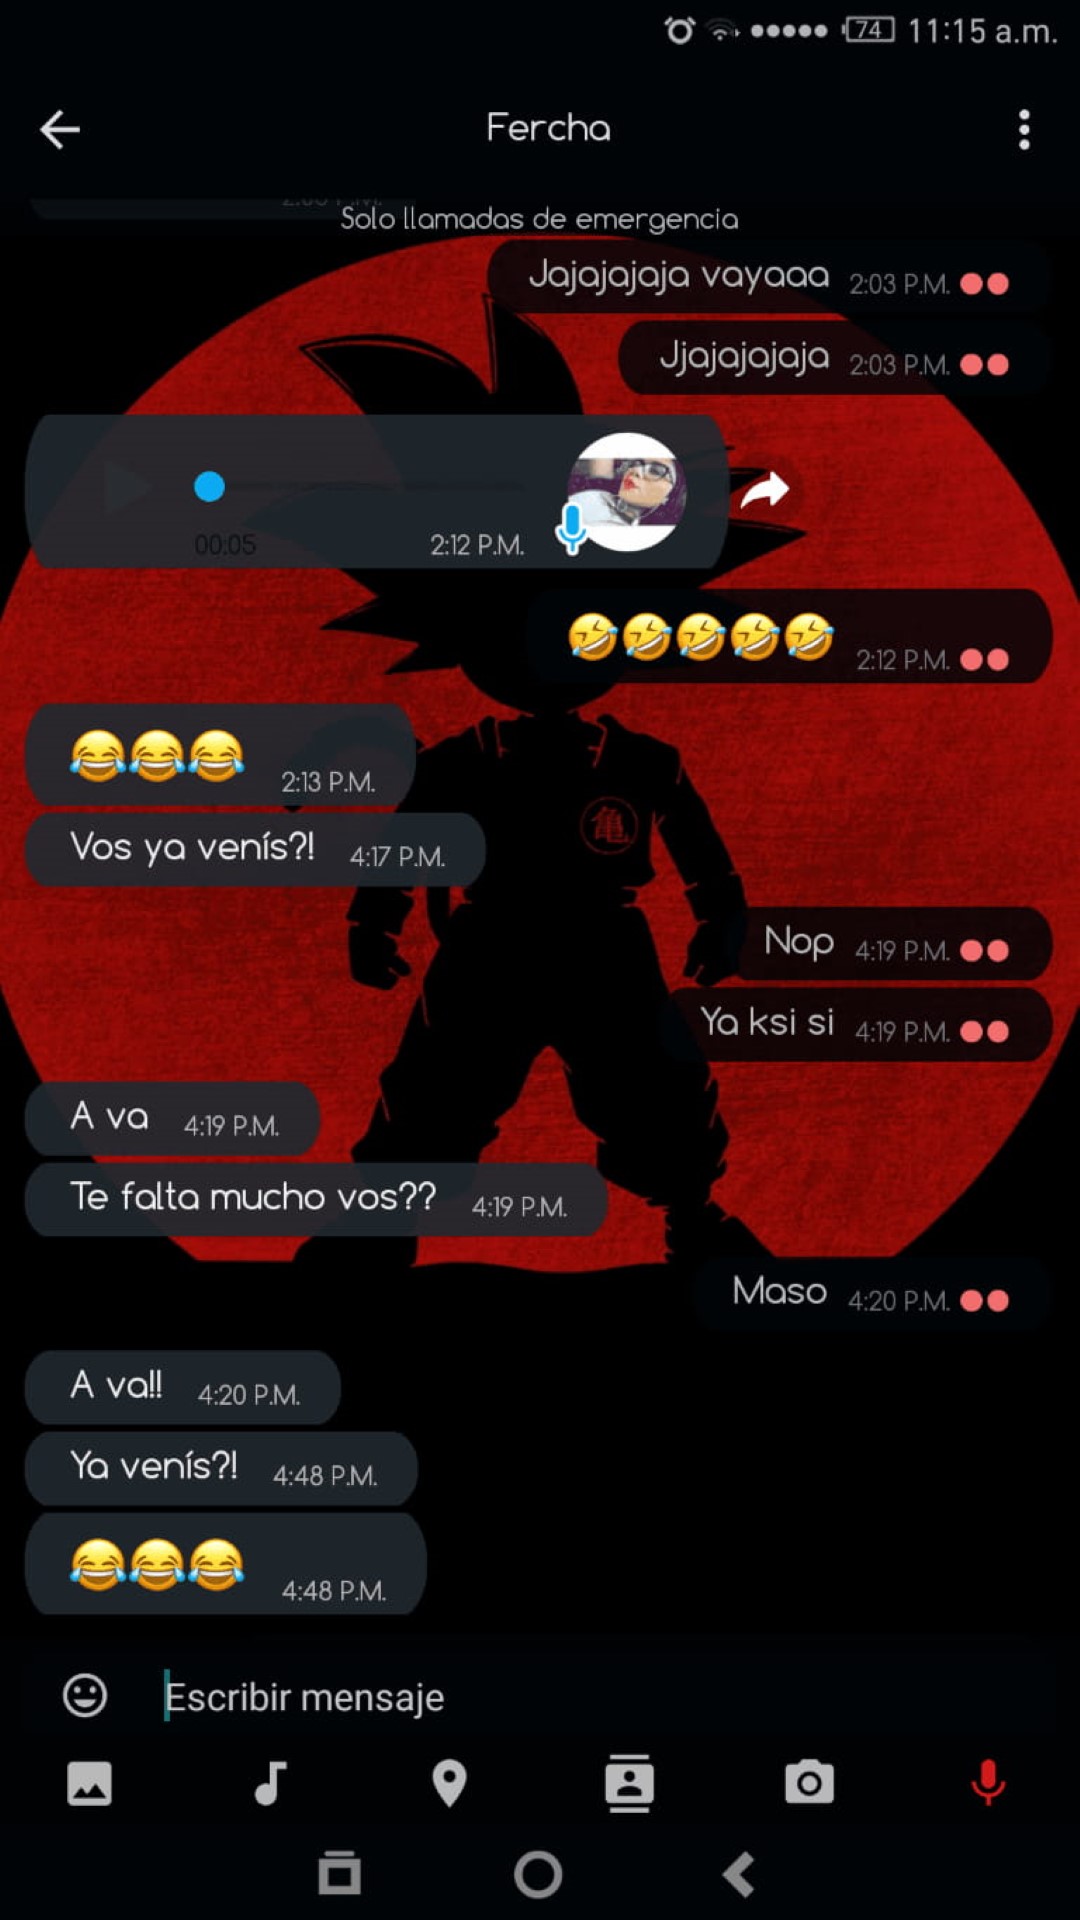 74 11:15 a.m.
Fercha
Solo llamadas de emergencia
Jajajajaja vayaaa 2:03 P.M.
Jjajajajaja 2:03 P.M.
00:05 2:12 P.M.
🤣🤣🤣🤣🤣 2:12 P.M.
😂😂😂 2:13 P.M.
Vos ya venís?! 4:17 P.M.
亀
Nop 4:19 P.M.
Ya ksi si 4:19 P.M.
A va 4:19 P.M.
Te falta mucho vos?? 4:19 P.M.
Maso 4:20 P.M.
A va!! 4:20 P.M.
Ya venís?! 4:48 P.M.
😂😂😂 4:48 P.M.
Escribir mensaje